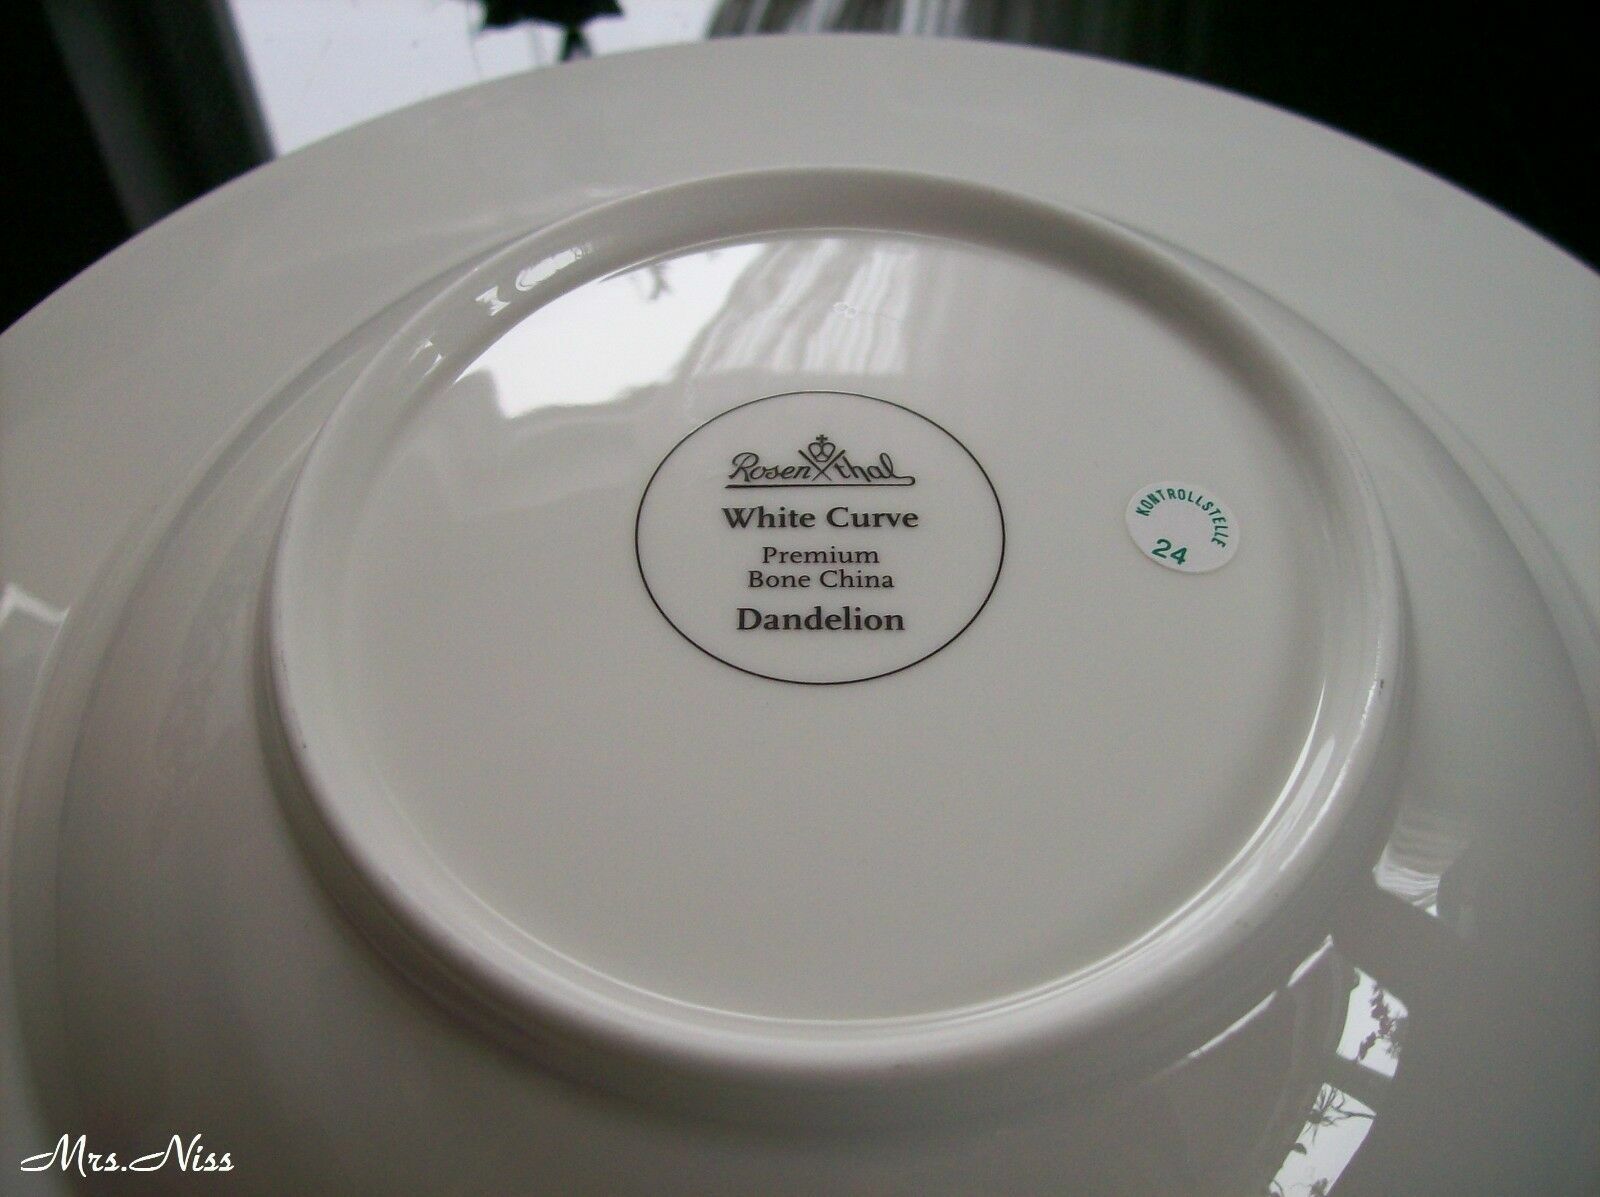 Rosenthal
White Curve
Premium
Bone China
Dandelion
KONTROLLSTELLE
24
Mrs.Niss